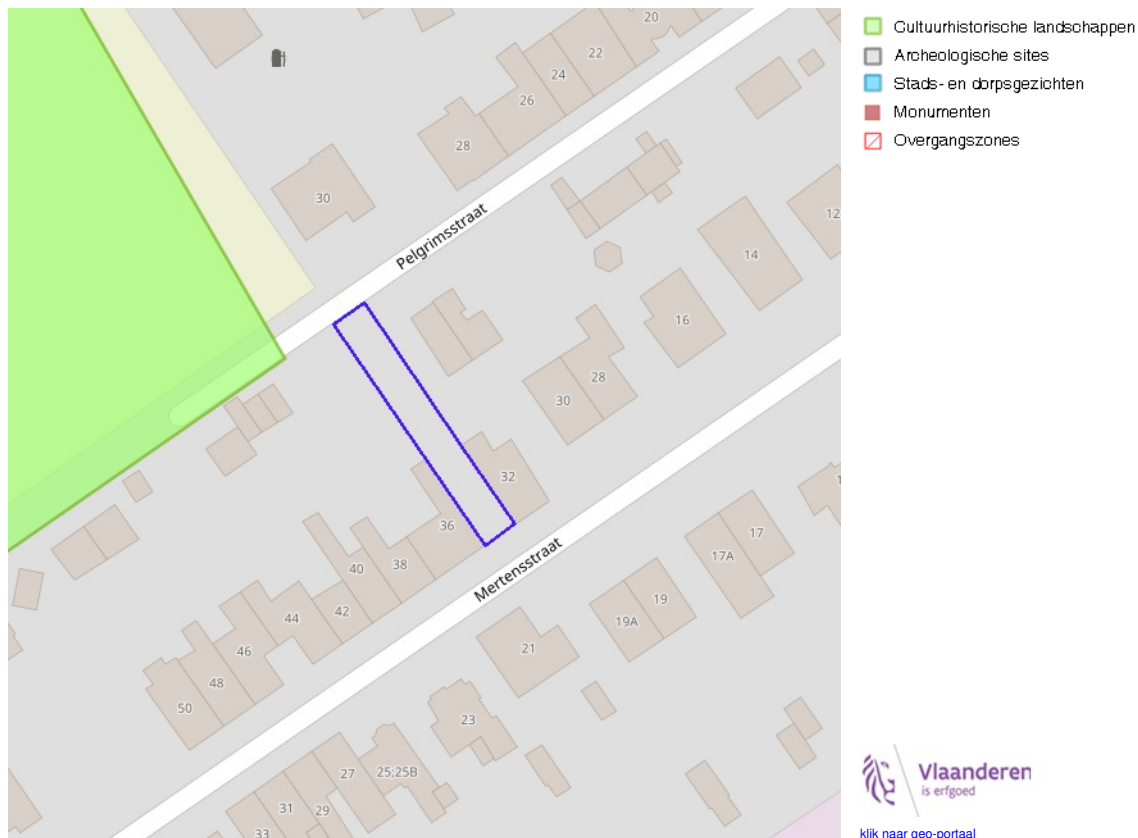 20
22
24
26
28
30
Pelgrimsstraat
12
14
16
28
30
32
36
40
38
42
44
46
48
50
Mertensstraat
17
17A
19
19A
21
23
25;25B
27
29
31
33
Cultuurhistorische landschappen
Archeologische sites
Stads- en dorpsgezichten
Monumenten
Overgangszones
Vlaanderen
is erfgoed
klik naar geo-portaal